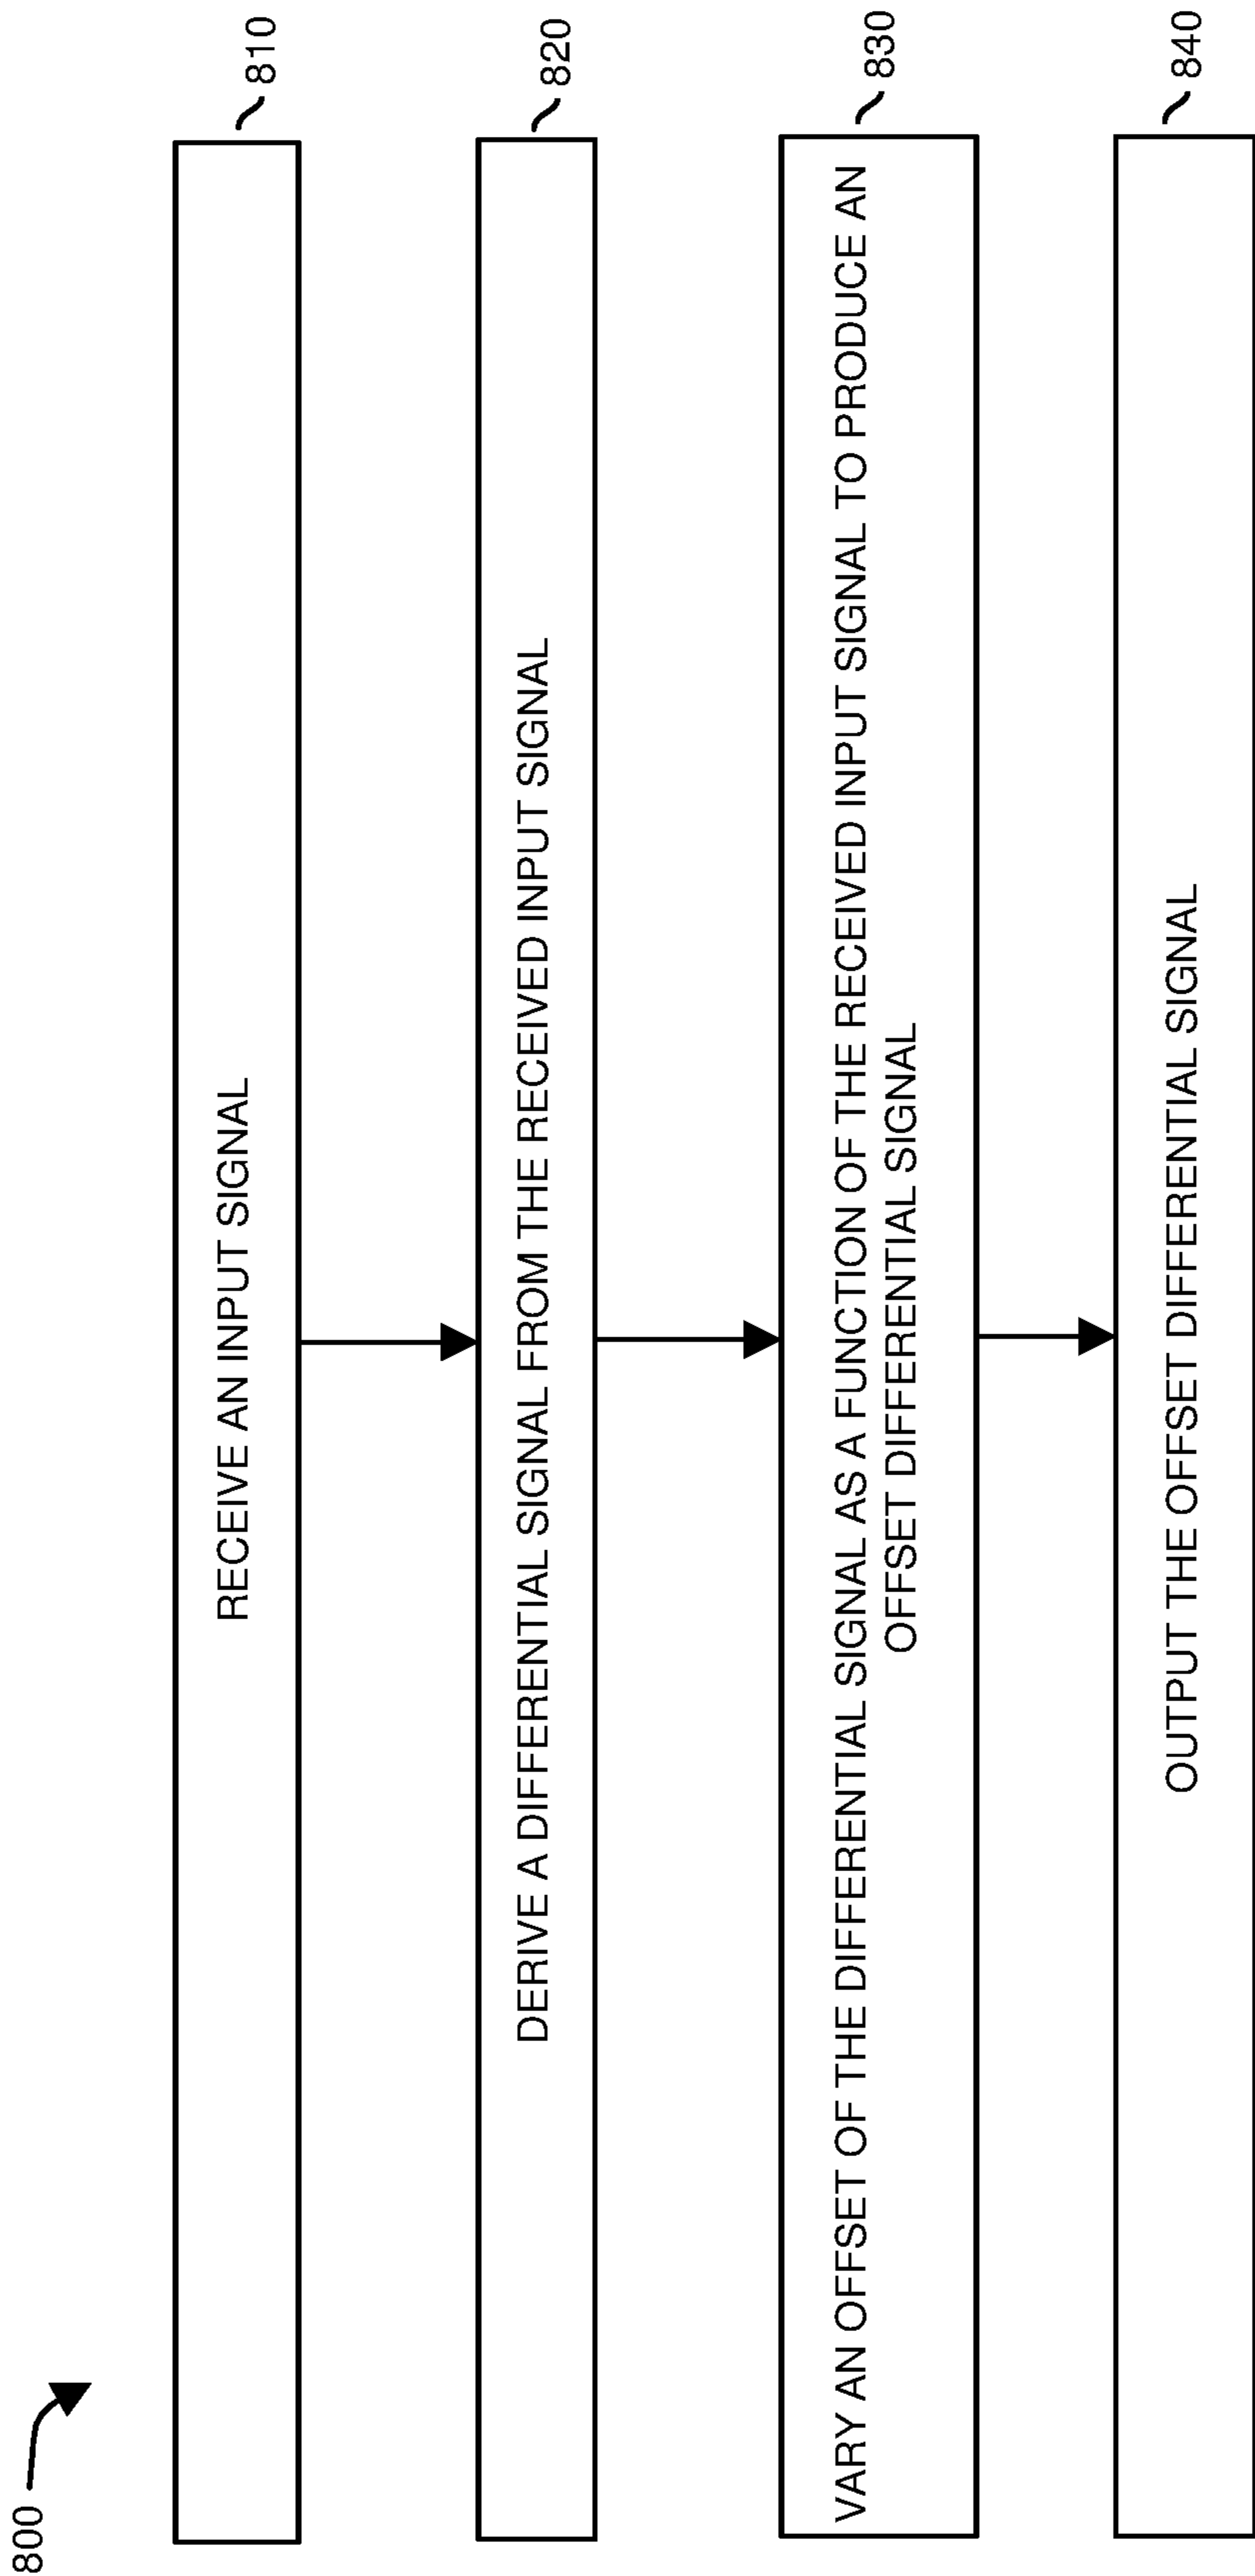 800
RECEIVE AN INPUT SIGNAL
810
DERIVE A DIFFERENTIAL SIGNAL FROM THE RECEIVED INPUT SIGNAL
820
VARY AN OFFSET OF THE DIFFERENTIAL SIGNAL AS A FUNCTION OF THE RECEIVED INPUT SIGNAL TO PRODUCE AN
OFFSET DIFFERENTIAL SIGNAL
830
OUTPUT THE OFFSET DIFFERENTIAL SIGNAL
840